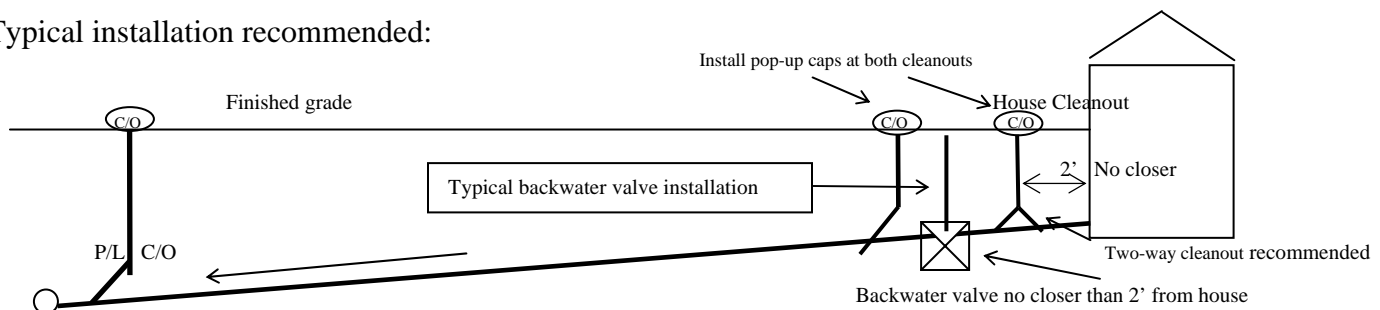 Typical installation recommended:
Install pop-up caps at both cleanouts
Finished grade
House Cleanout
C/O
C/O
C/O
2’ No closer
Typical backwater valve installation
P/L C/O
Two-way cleanout recommended
Backwater valve no closer than 2’ from house